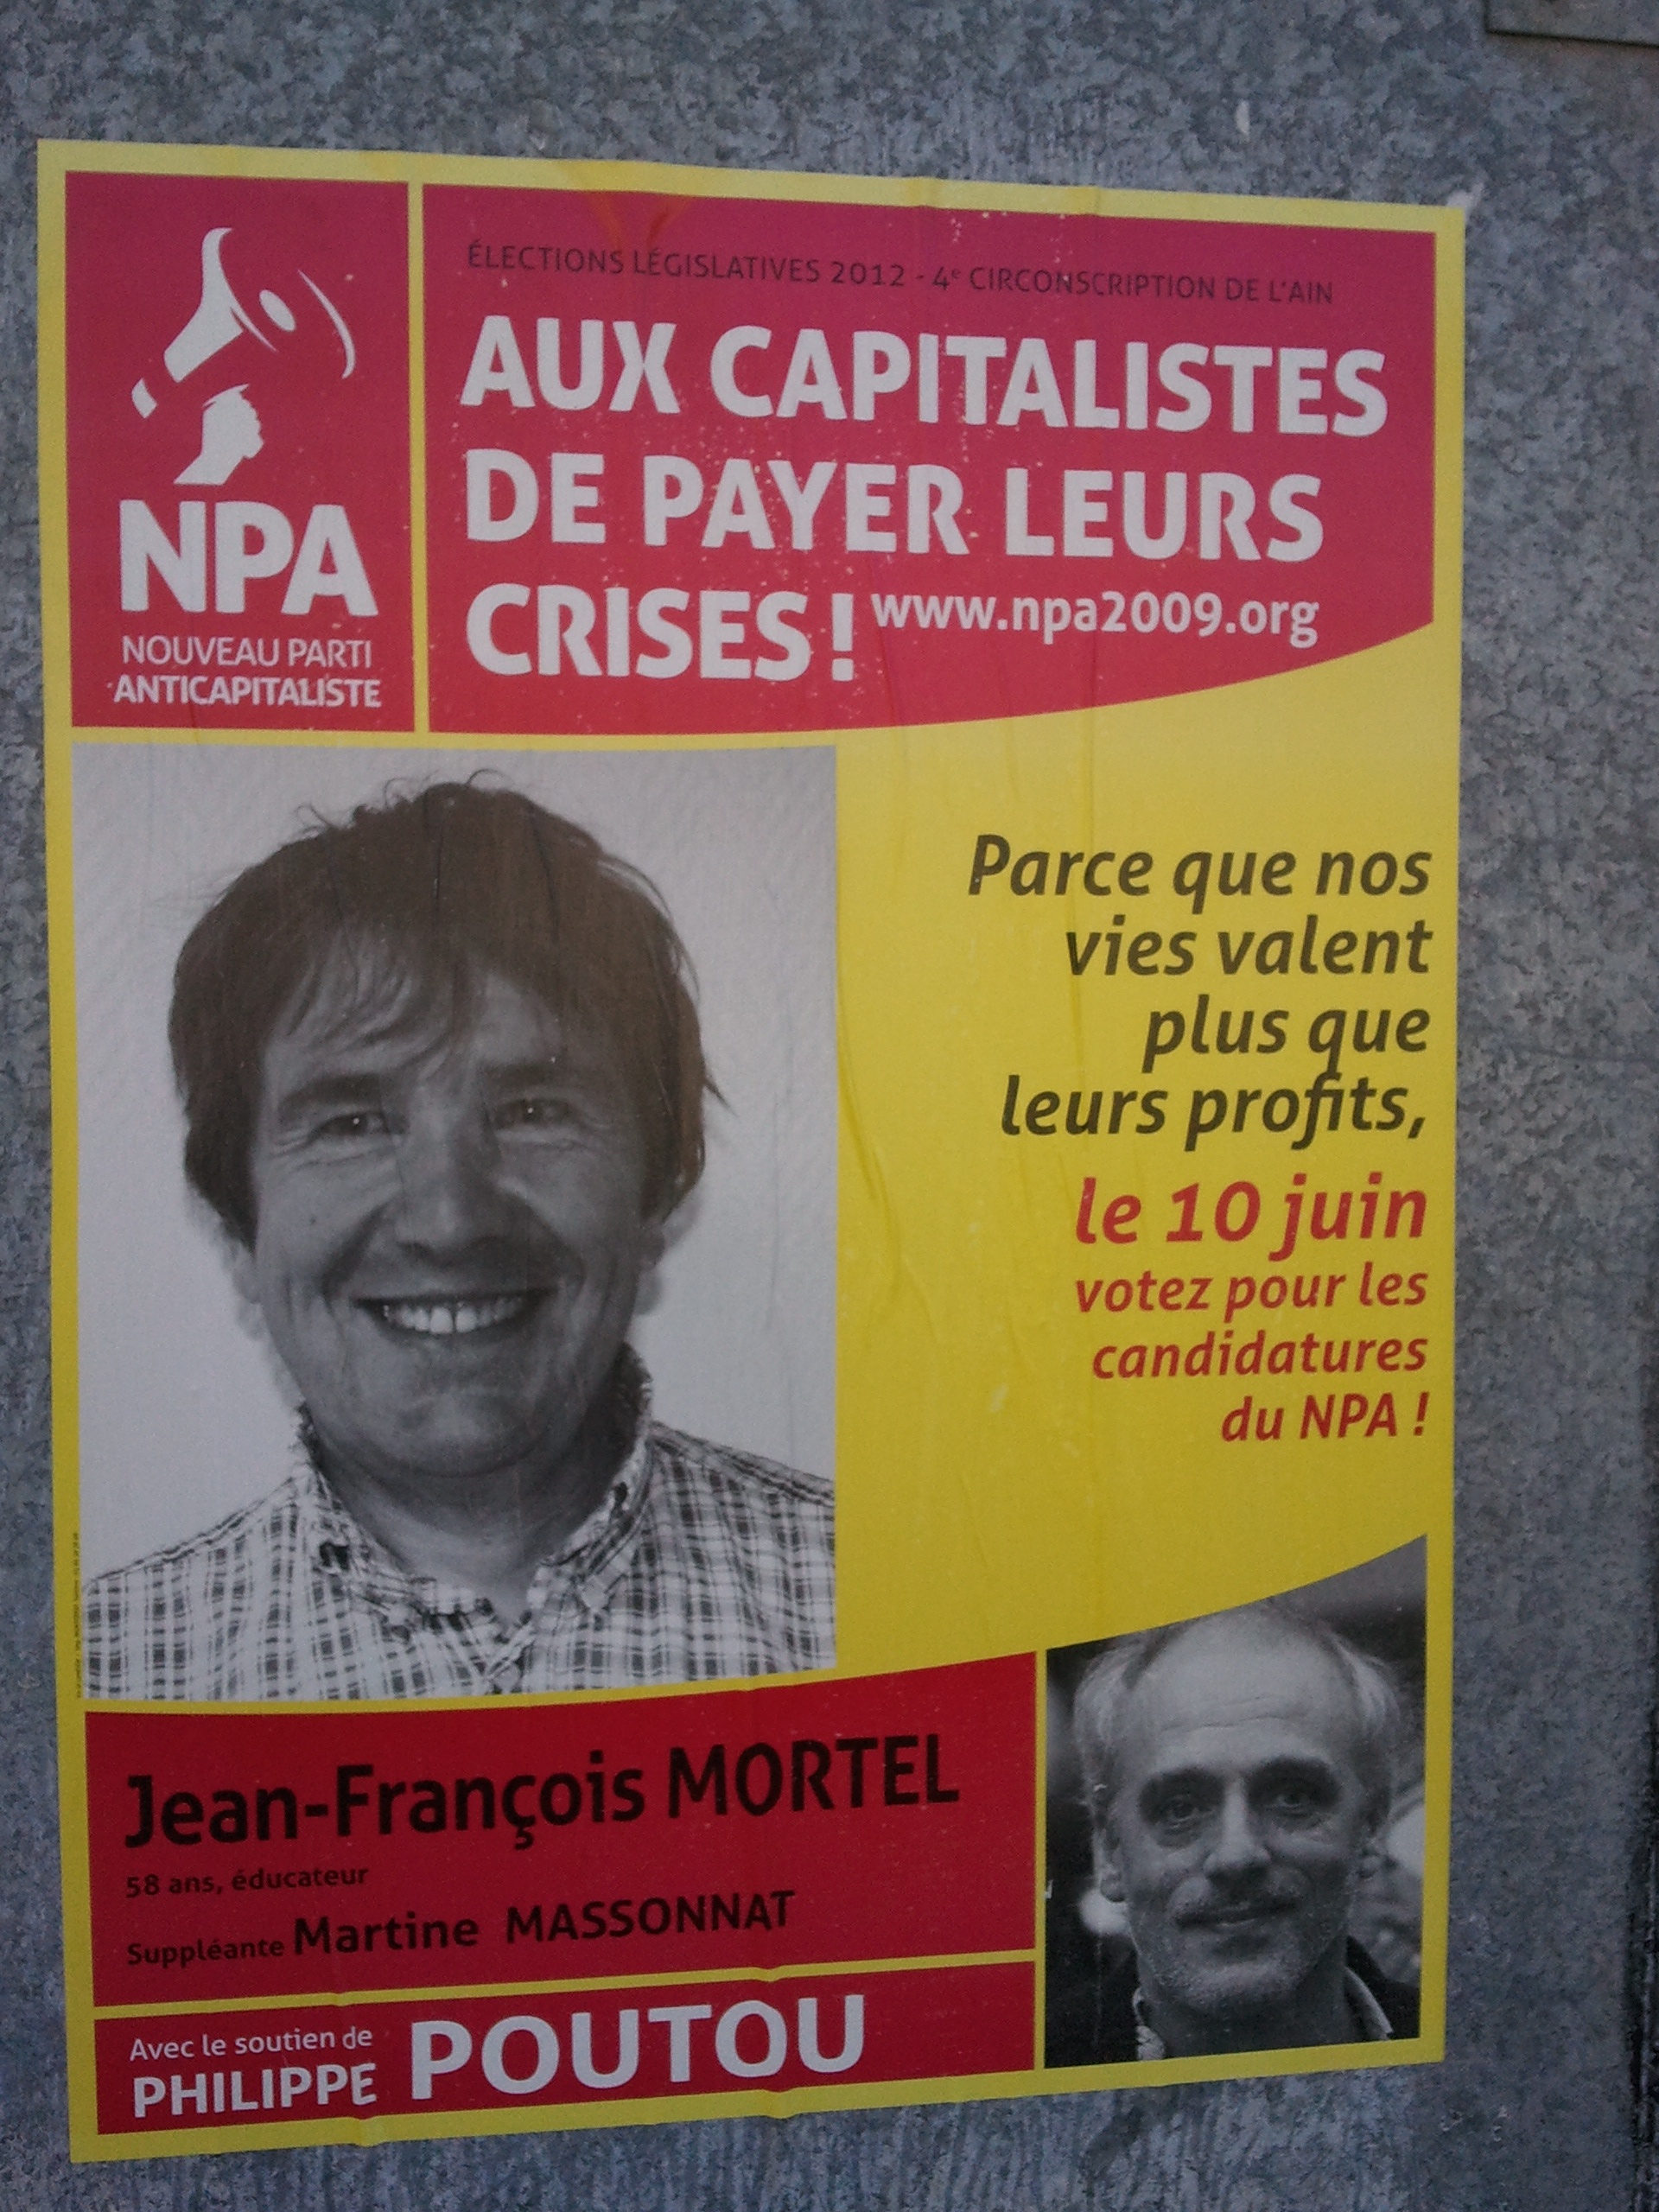 NPA
NOUVEAU PARTI
ANTICAPITALISTE
ÉLECTIONS LÉGISLATIVES 2012 - 4e CIRCONSCRIPTION DE L'AIN
AUX CAPITALISTES
DE PAYER LEURS
CRISES ! www.npa2009.org
Parce que nos
vies valent
plus que
leurs profits,
le 10 juin
votez pour les
candidatures
du NPA !
Jean-François MORTEL
58 ans, éducateur
Suppléante Martine MASSONNAT
Avec le soutien de
PHILIPPE POUTOU